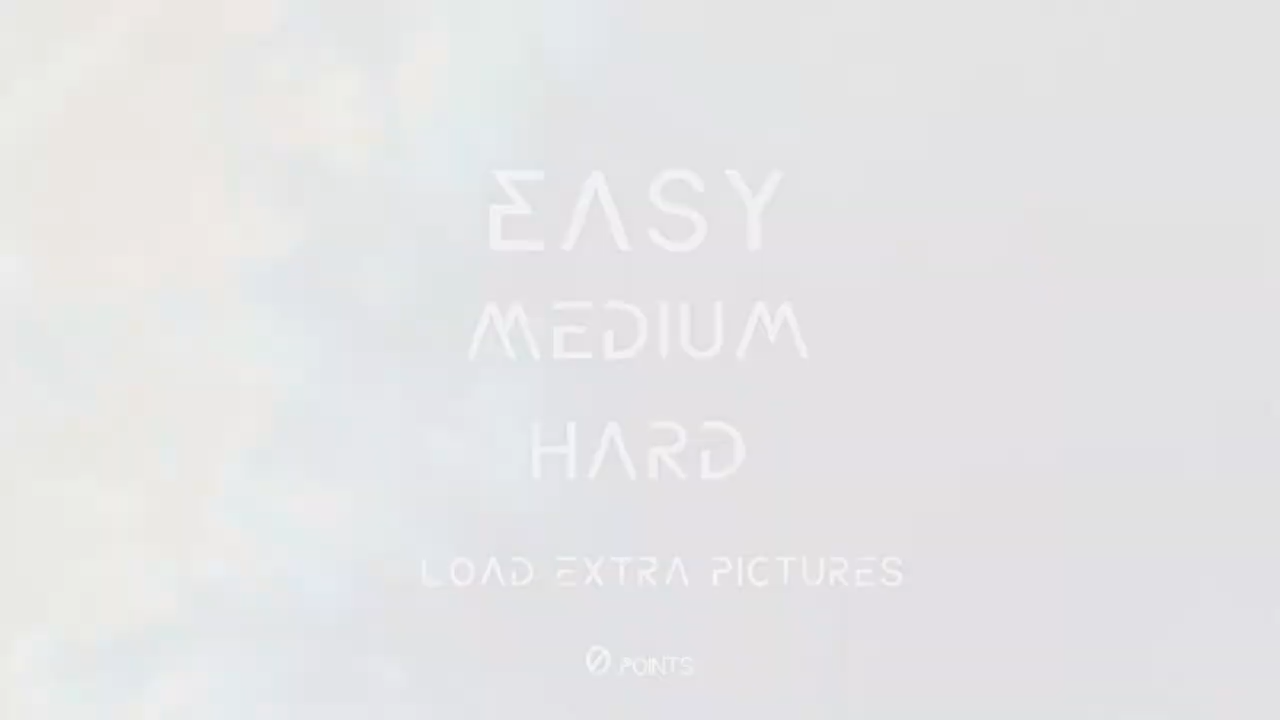 EASY
MEDIUM
HARD
LOAD EXTRA PICTURES
0 POINTS